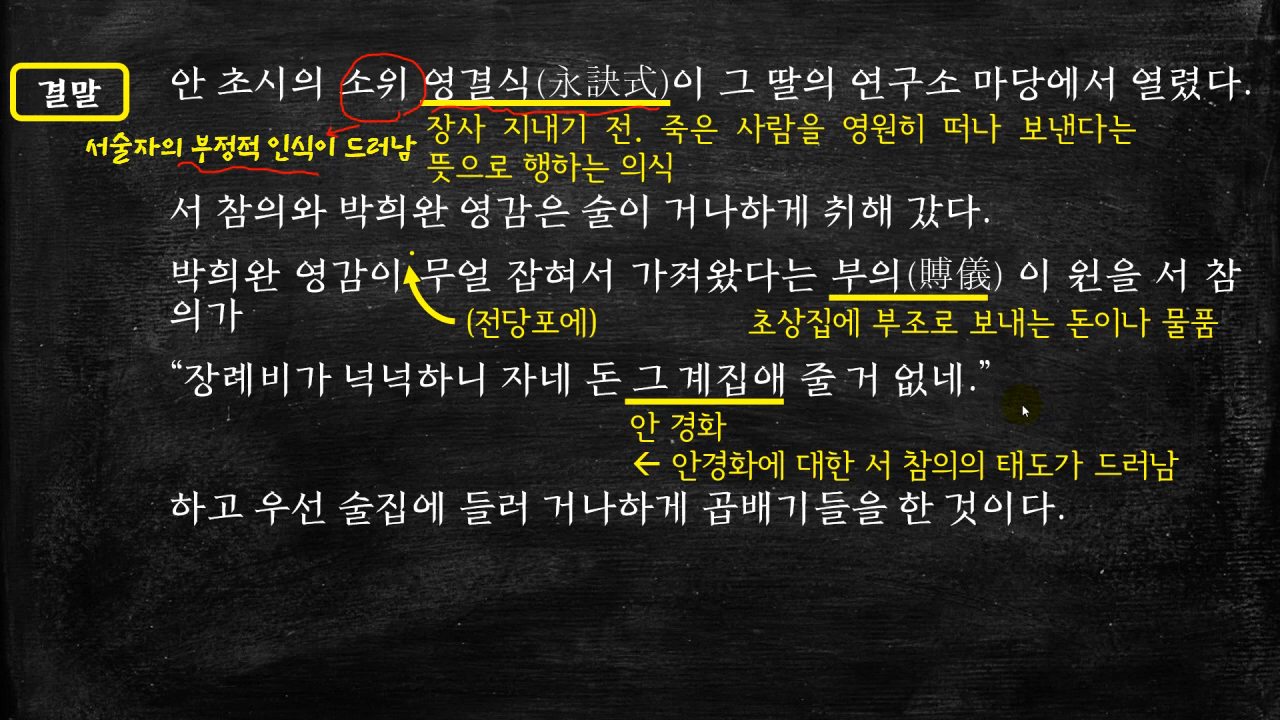 결말
안 초시의 소위 영결식(永訣式)이 그 딸의 연구소 마당에서 열렸다.
서술자의 부정적 인식이 드러남
장사 지내기 전. 죽은 사람을 영원히 떠나 보낸다는
뜻으로 행하는 의식
서 참의와 박희완 영감은 술이 거나하게 취해 갔다.
박희완 영감이 무얼 잡혀서 가져왔다는 부의(賻儀) 이 원을 서 참
의가
(전당포에)
초상집에 부조로 보내는 돈이나 물품
“장례비가 넉넉하니 자네 돈 그 계집애 줄 거 없네.”
안 경화
← 안경화에 대한 서 참의의 태도가 드러남
하고 우선 술집에 들러 거나하게 곱배기들을 한 것이다.